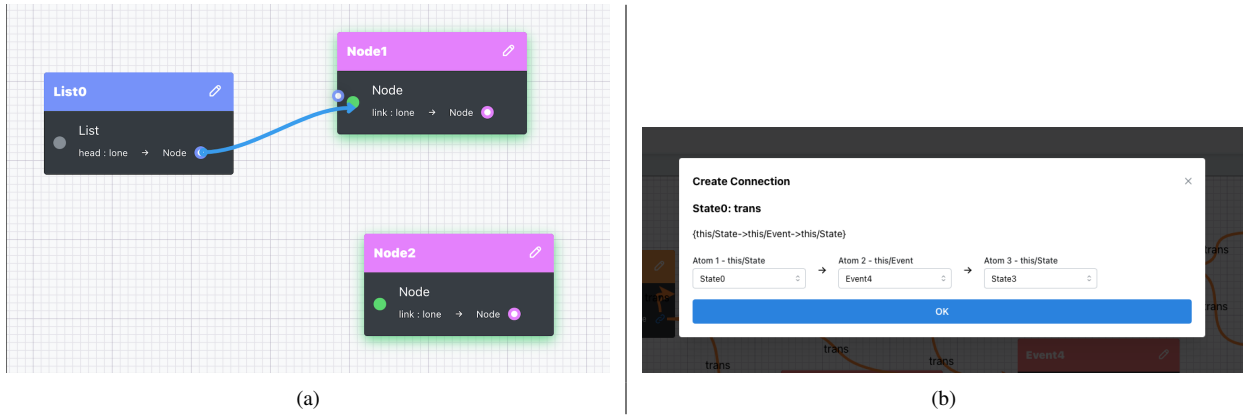 List0
List
head : lone → Node
Node1
Node
link : lone → Node
Node2
Node
link : lone → Node
(a)
Create Connection
State0: trans
{this/State->this/Event->this/State}
Atom 1 - this/State
State0
→
Atom 2 - this/Event
Event4
→
Atom 3 - this/State
State3
OK
trans
trans
trans
trans
trans
Event4
(b)